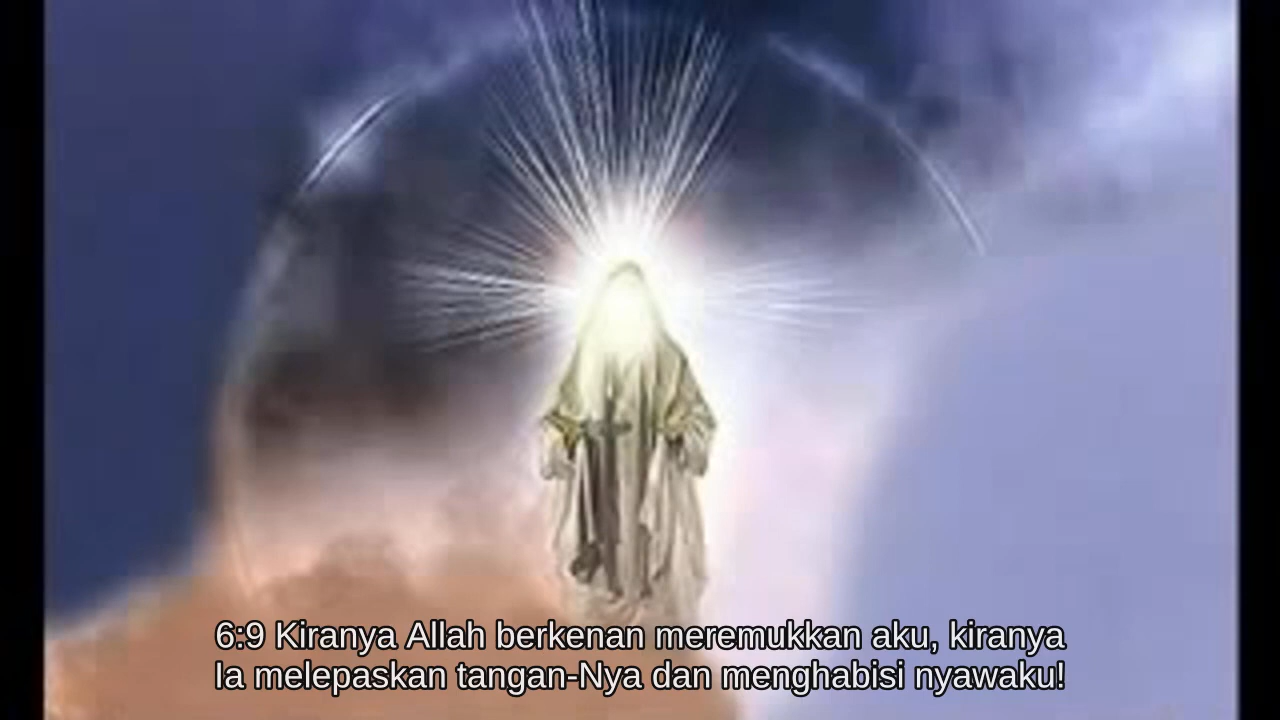 6:9 Kiranya Allah berkenan meremukkan aku, kiranya
Ia melepaskan tangan-Nya dan menghabisi nyawaku!